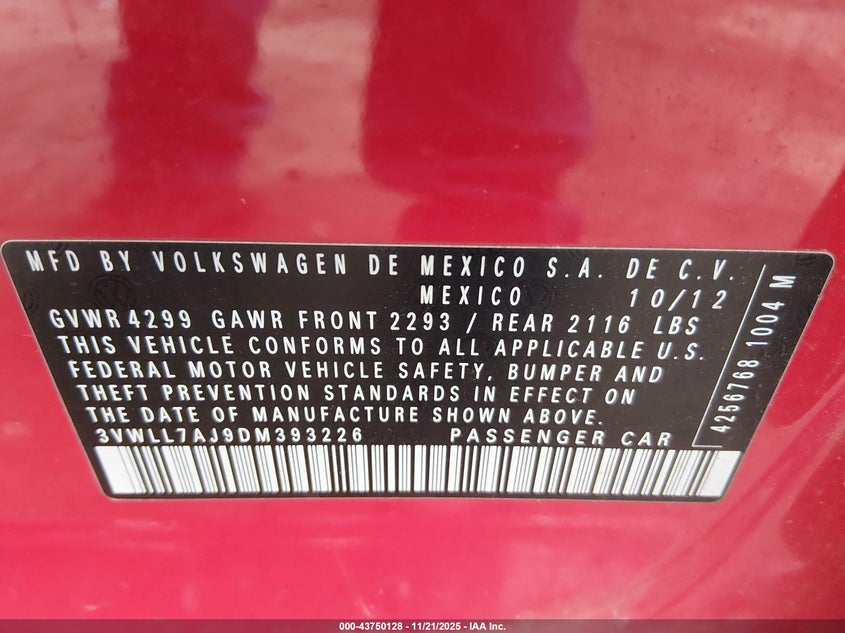 MFD BY VOLKSWAGEN DE MEXICO S.A. DE C.V.
MEXICO 10/12
GVWR 4299 GAWR FRONT 2293 / REAR 2116 LBS
THIS VEHICLE CONFORMS TO ALL APPLICABLE U.S.
FEDERAL MOTOR VEHICLE SAFETY, BUMPER AND
THEFT PREVENTION STANDARDS IN EFFECT ON
THE DATE OF MANUFACTURE SHOWN ABOVE.
3VWLL7AJ9DM393226 PASSENGER CAR
4256768 1004 M
000-43750128 - 11/21/2025 - IAA Inc.